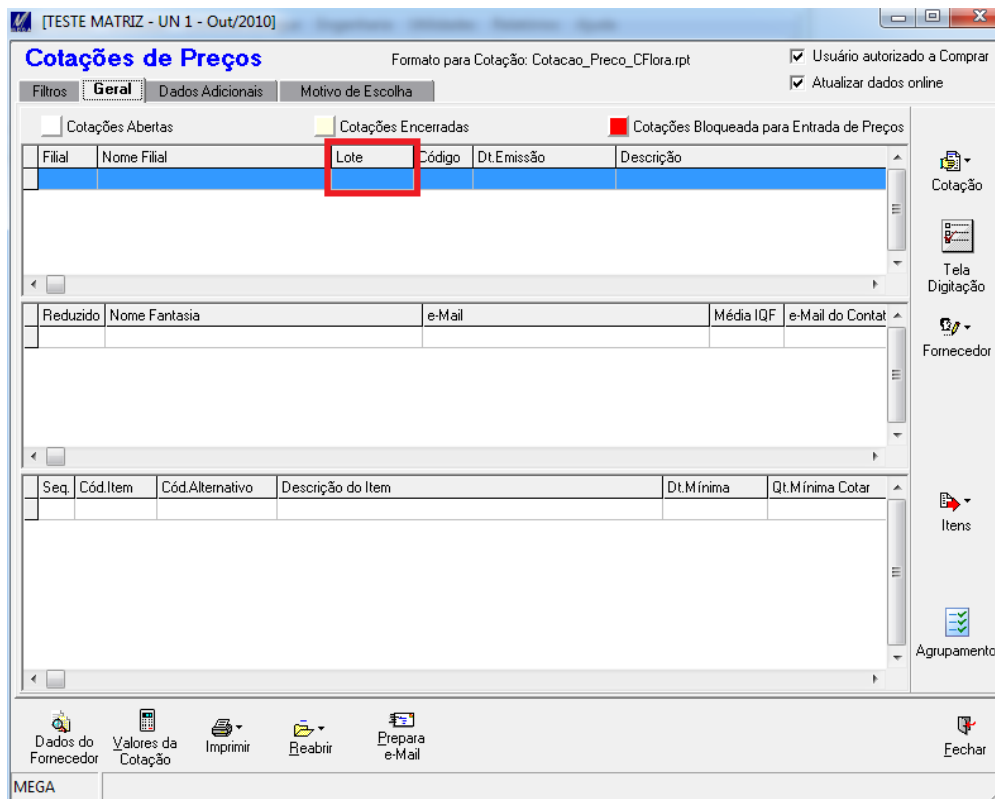 [TESTE MATRIZ - UN 1 - Out/2010]
Cotações de Preços
Formato para Cotação: Cotacao_Preco_CFlora.rpt
Usuário autorizado a Comprar
Atualizar dados online
Filtros Geral Dados Adicionais Motivo de Escolha
Cotações Abertas Cotações Encerradas Cotações Bloqueada para Entrada de Preços
Filial Nome Filial Lote Código Dt.Emissão Descrição
Cotação
Tela
Digitação
Reduzido Nome Fantasia e-Mail Média IQF e-Mail do Contat
Fornecedor
Seq. Cód.Item Cód.Alternativo Descrição do Item Dt.Mínima Qt.Mínima Cotar
Itens
Agrupamento
Dados do
Fornecedor
Valores da
Cotação
Imprimir
Reabrir
Prepara
e-Mail
Fechar
MEGA